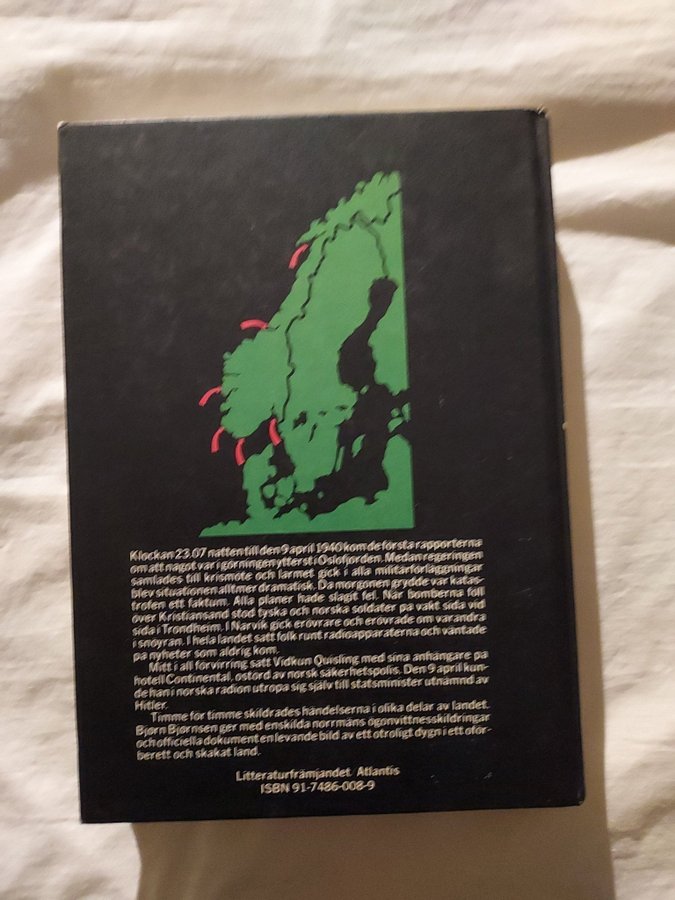 Klockan 23.07 natten till den 9 april 1940 kom de första rapporterna
om att något var i görningen ytterst i Oslofjorden. Medan regeringen
samlades till krismöte och larmet gick i alla militärförläggningar
blev situationen alltmer dramatisk. Då morgonen grydde var katas-
trofen ett faktum. Alla planer hade slagit fel. När bomberna föll
över Kristiansand stod tyska och norska soldater på vakt sida vid
sida i Trondheim. I Narvik gick erövrare och erövrade om varandra
i snöyran. I hela landet satt folk runt radioapparaterna och väntade
på nyheter som aldrig kom.
Mitt i all förvirring satt Vidkun Quisling med sina anhängare på
hotell Continental, ostörd av norsk säkerhetspolis. Den 9 april kun-
de han i norska radion utropa sig själv till statsminister utnämnd av
Hitler.
Timme för timme skildrades händelserna i olika delar av landet.
Bjørn Bjørnsen ger med enskilda norrmäns ögonvittnesskildringar
och officiella dokument en levande bild av ett otroligt dygn i ett oför-
berett och skakat land.
Litteraturfrämjandet. Atlantis
ISBN 91-7486-008-9